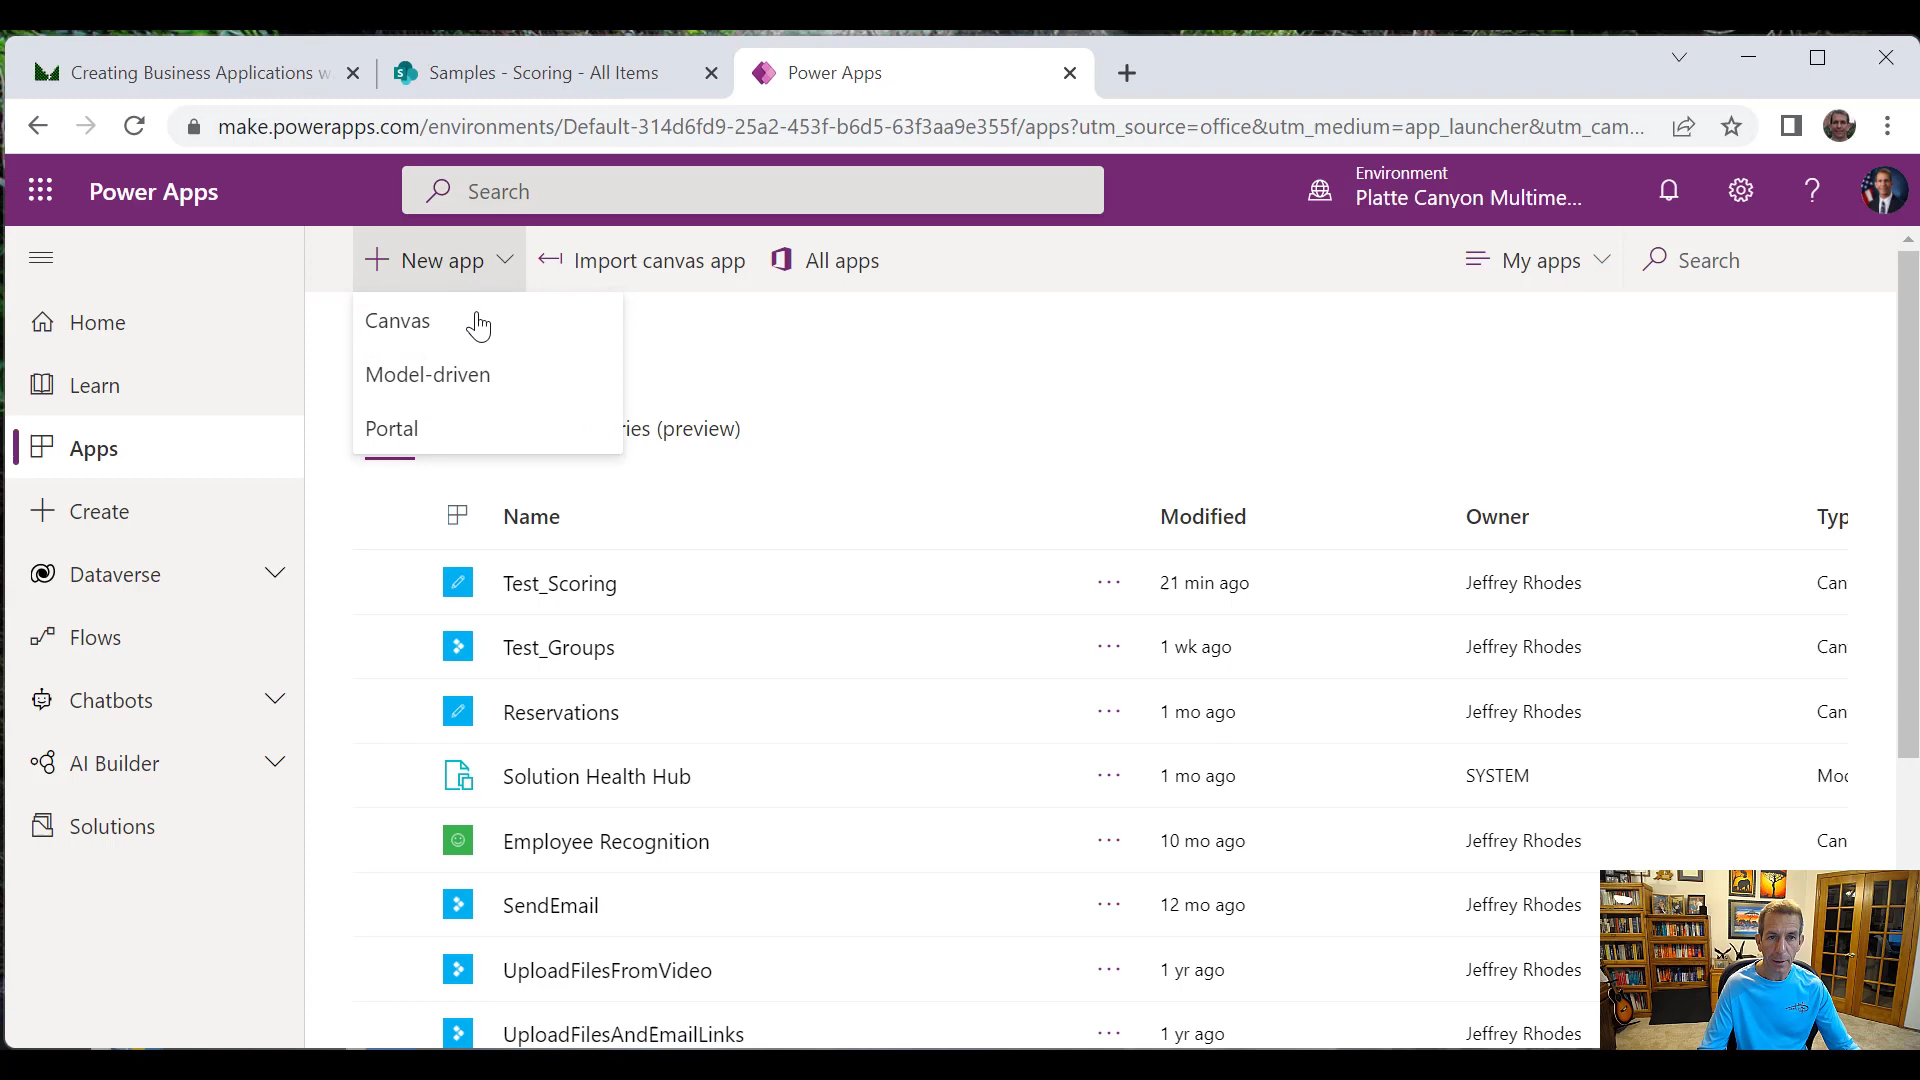 Creating Business Applications w
Samples - Scoring - All Items
Power Apps
make.powerapps.com/environments/Default-314d6fd9-25a2-453f-b6d5-63f3aa9e355f/apps?utm_source=office&utm_medium=app_launcher&utm_cam...
Power Apps
Search
Environment
Platte Canyon Multime...
New app
Import canvas app
All apps
My apps
Search
Home
Learn
Apps
Create
Dataverse
Flows
Chatbots
AI Builder
Solutions
Canvas
Model-driven
Portal
ries (preview)
Name Modified Owner Typ
Test_Scoring ... 21 min ago Jeffrey Rhodes Can
Test_Groups ... 1 wk ago Jeffrey Rhodes Can
Reservations ... 1 mo ago Jeffrey Rhodes Can
Solution Health Hub ... 1 mo ago SYSTEM Moc
Employee Recognition ... 10 mo ago Jeffrey Rhodes Can
SendEmail ... 12 mo ago Jeffrey Rhodes
UploadFilesFromVideo ... 1 yr ago Jeffrey Rhodes
UploadFilesAndEmailLinks ... 1 yr ago Jeffrey Rhodes